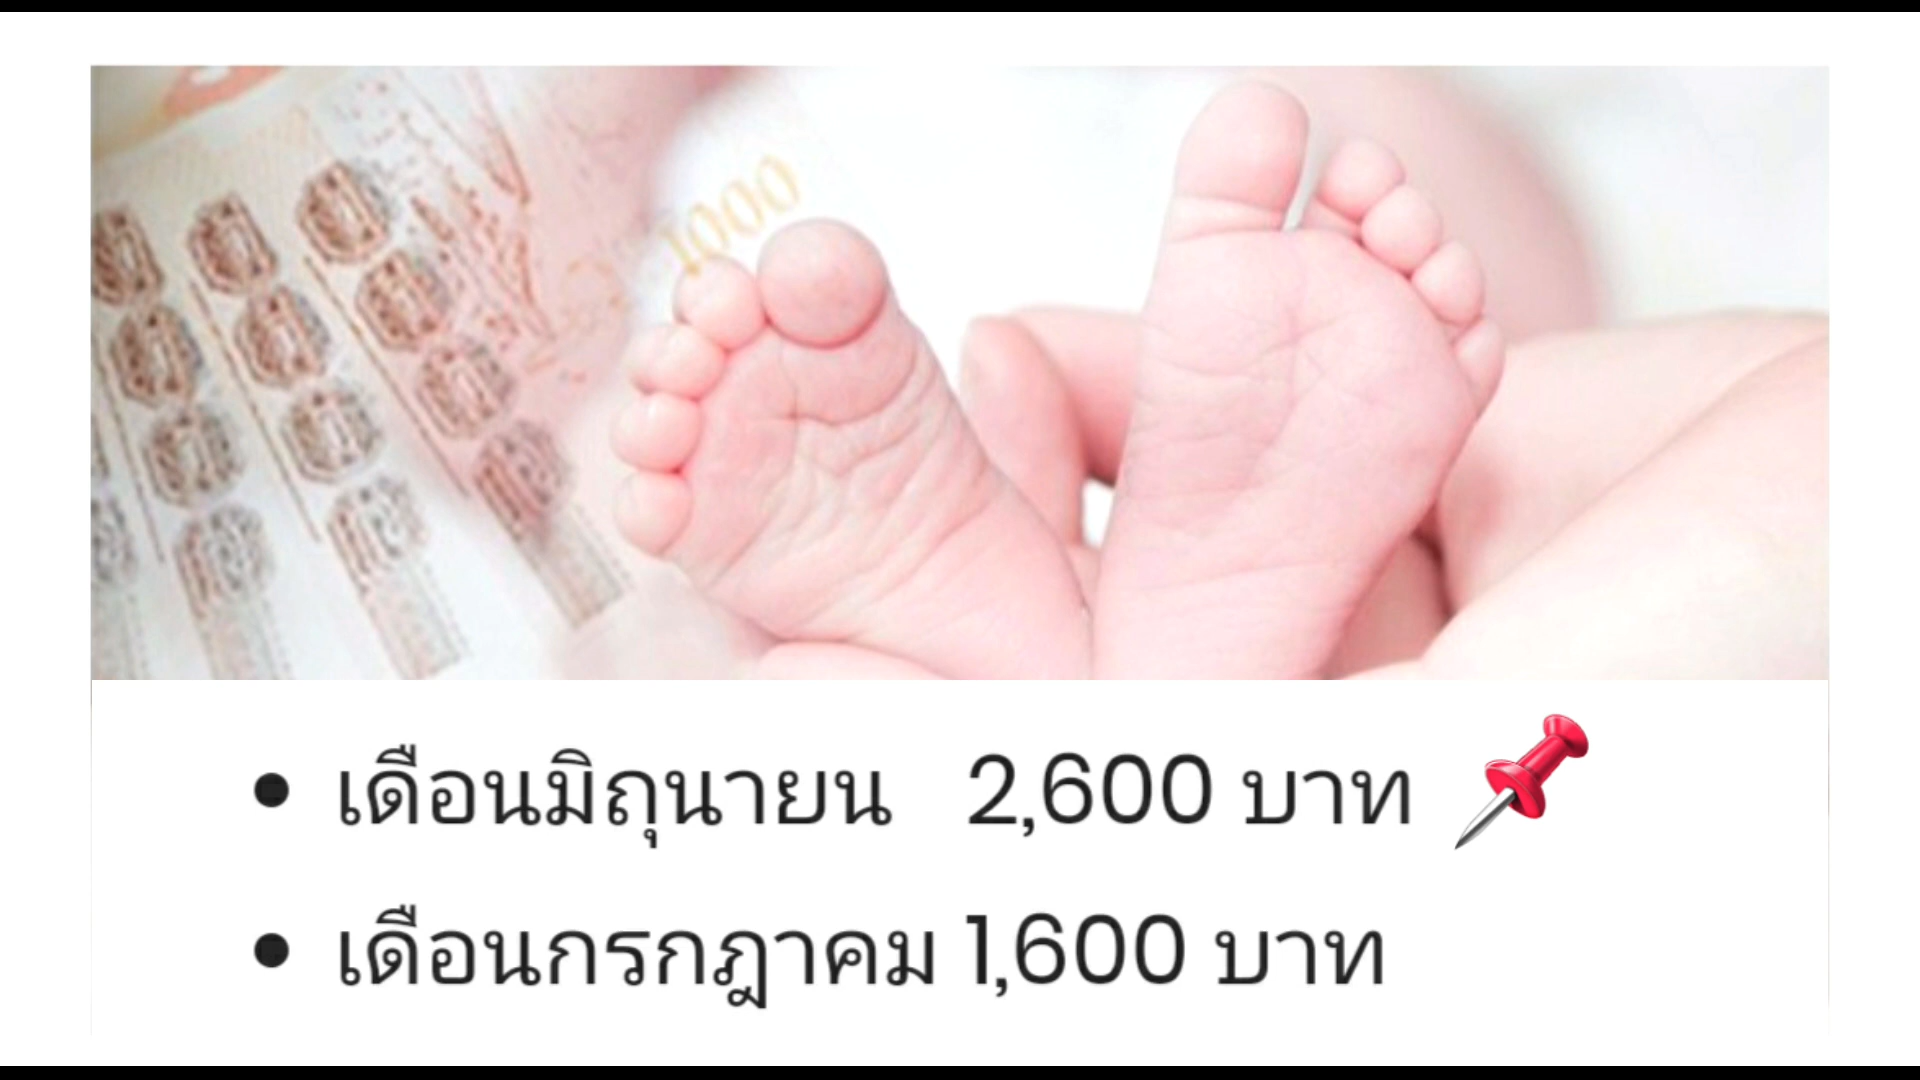 1000
• เดือนมิถุนายน 2,600 บาท
• เดือนกรกฎาคม 1,600 บาท